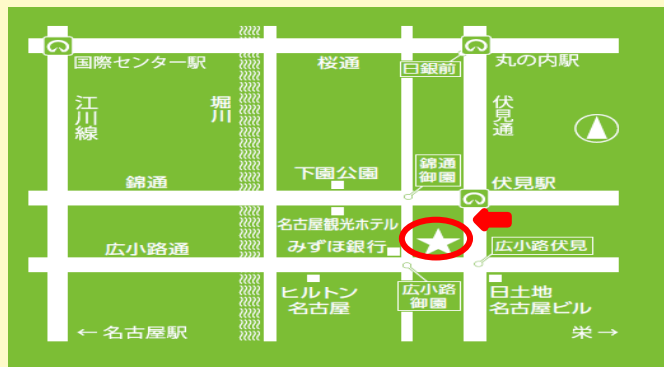 国際センター駅
桜通
日銀前
丸の内駅
江川線
堀川
伏見通
下園公園
錦通
御園
錦通
伏見駅
名古屋観光ホテル
広小路通
みずほ銀行
広小路伏見
ヒルトン
名古屋
広小路
御園
日土地
名古屋ビル
←名古屋駅
栄→